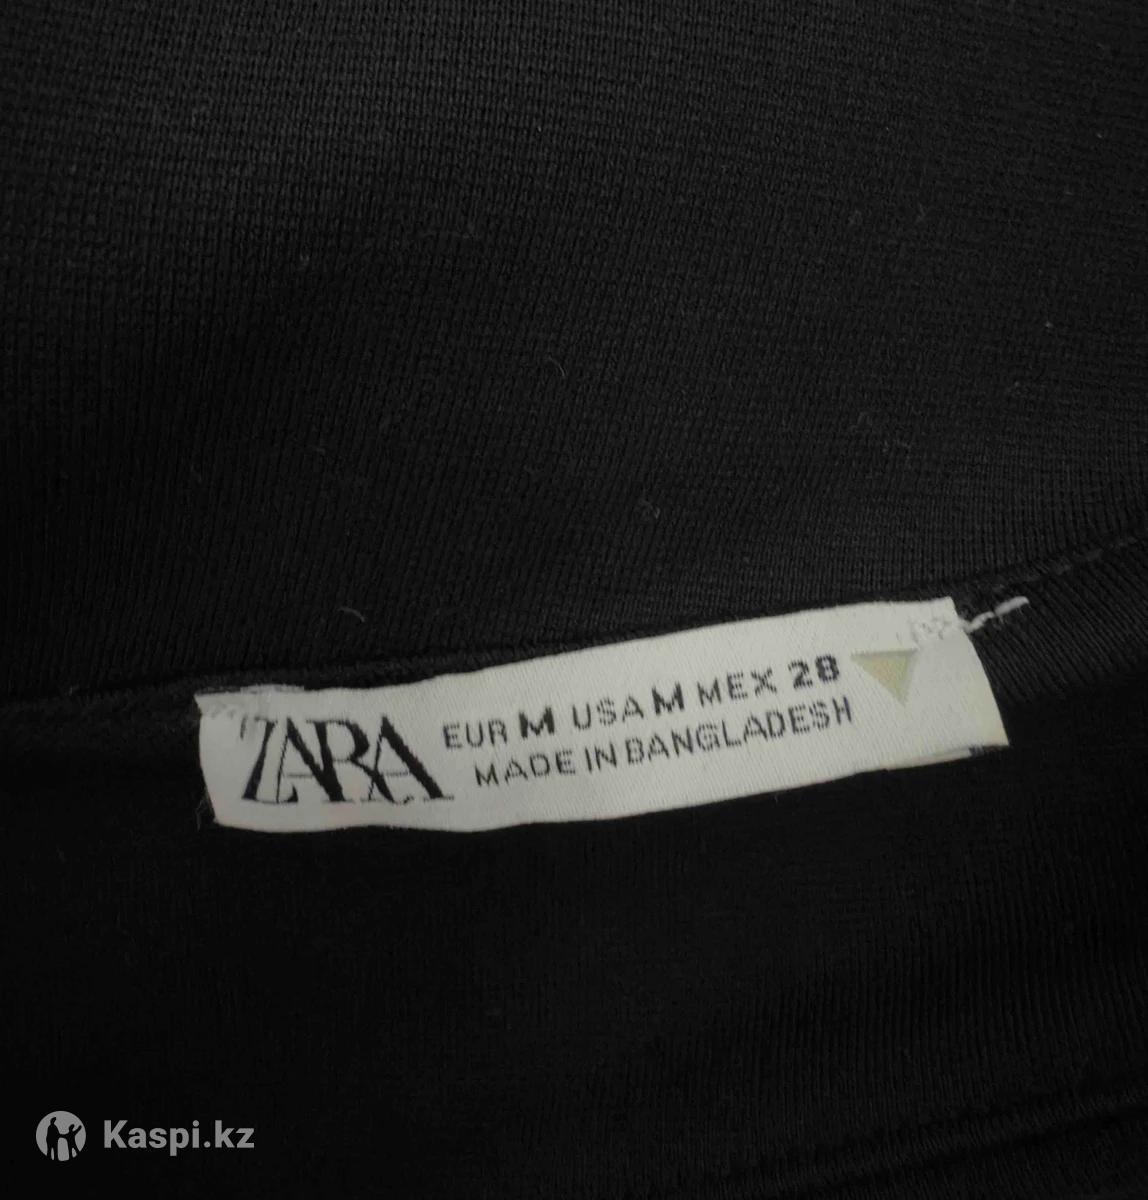 ZARA
EUR M USA M MEX 28
MADE IN BANGLADESH
Kaspi.kz